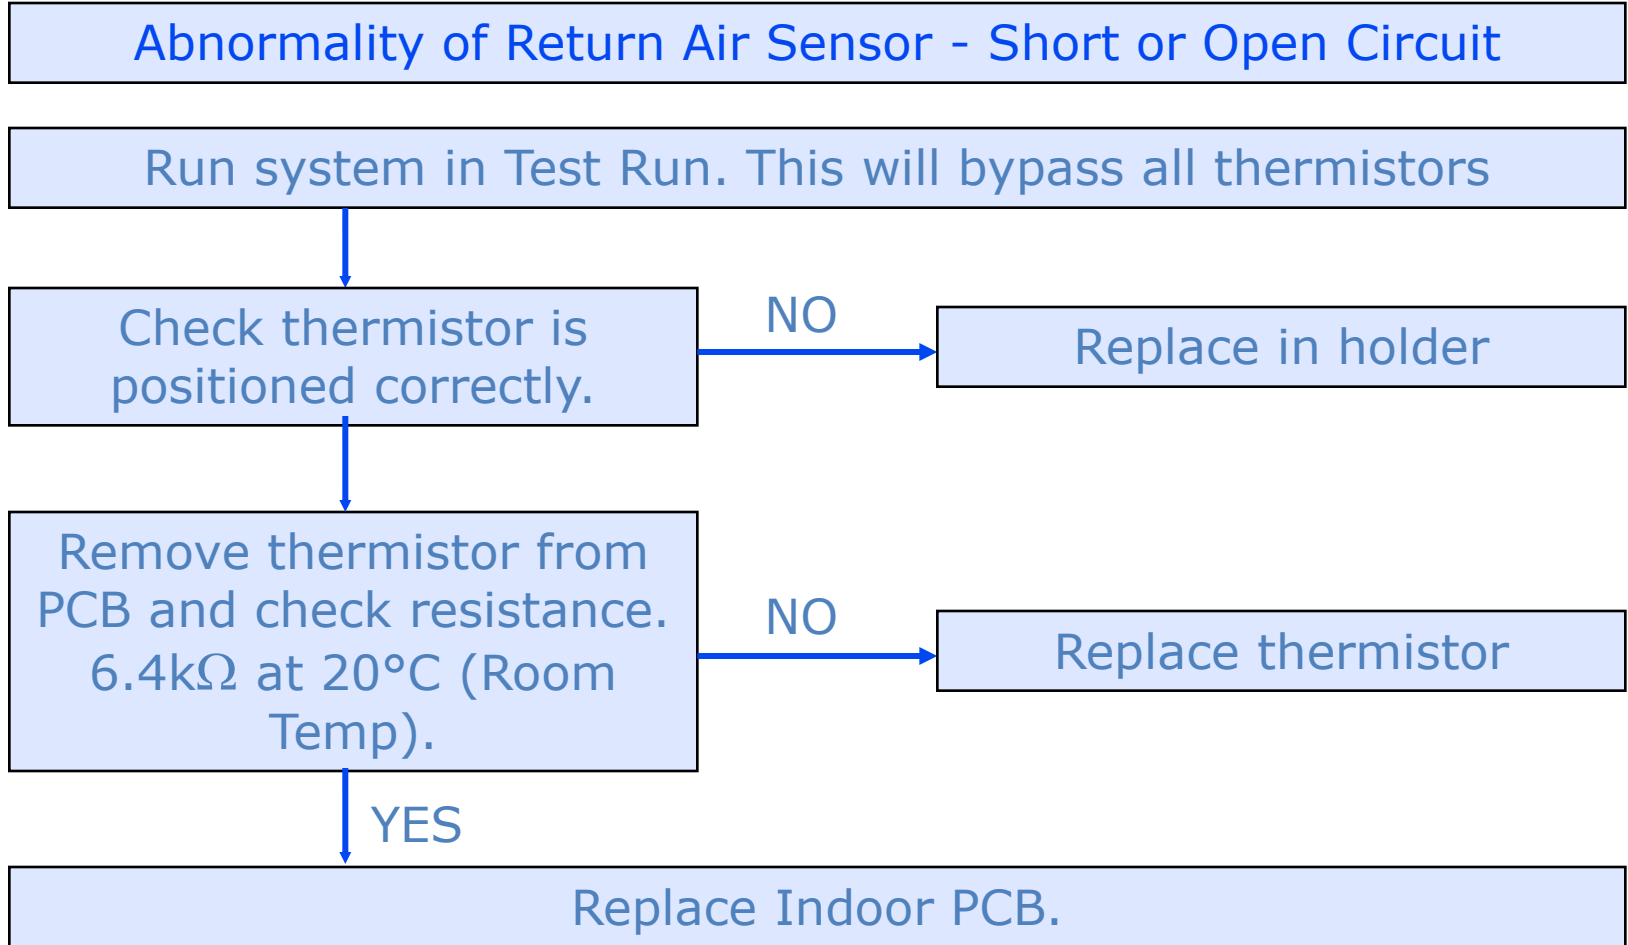 Abnormality of Return Air Sensor - Short or Open Circuit
Run system in Test Run. This will bypass all thermistors
Check thermistor is
positioned correctly.
NO
Replace in holder
Remove thermistor from
PCB and check resistance.
6.4kΩ at 20°C (Room
Temp).
NO
Replace thermistor
YES
Replace Indoor PCB.